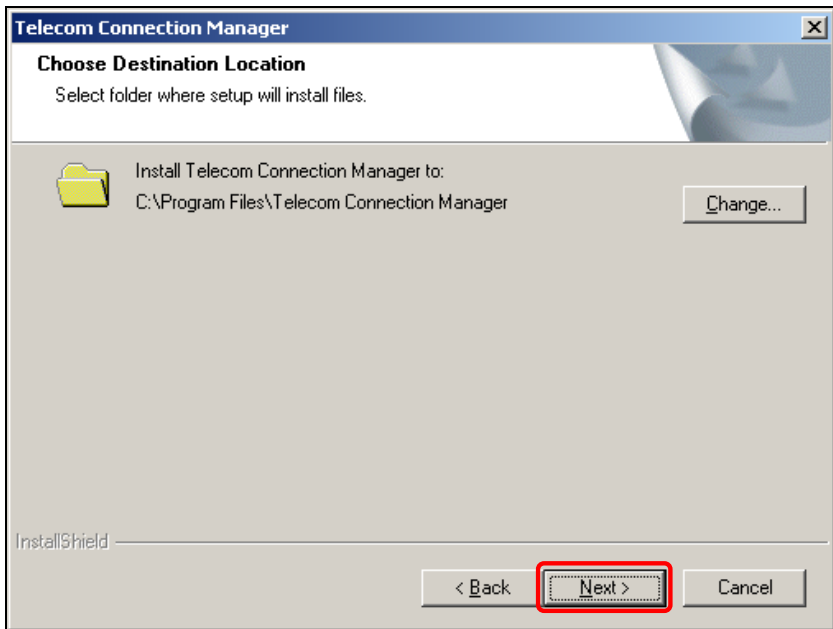 Telecom Connection Manager
Choose Destination Location
Select folder where setup will install files.
Install Telecom Connection Manager to:
C:\Program Files\Telecom Connection Manager
Change...
InstallShield
< Back
Next >
Cancel